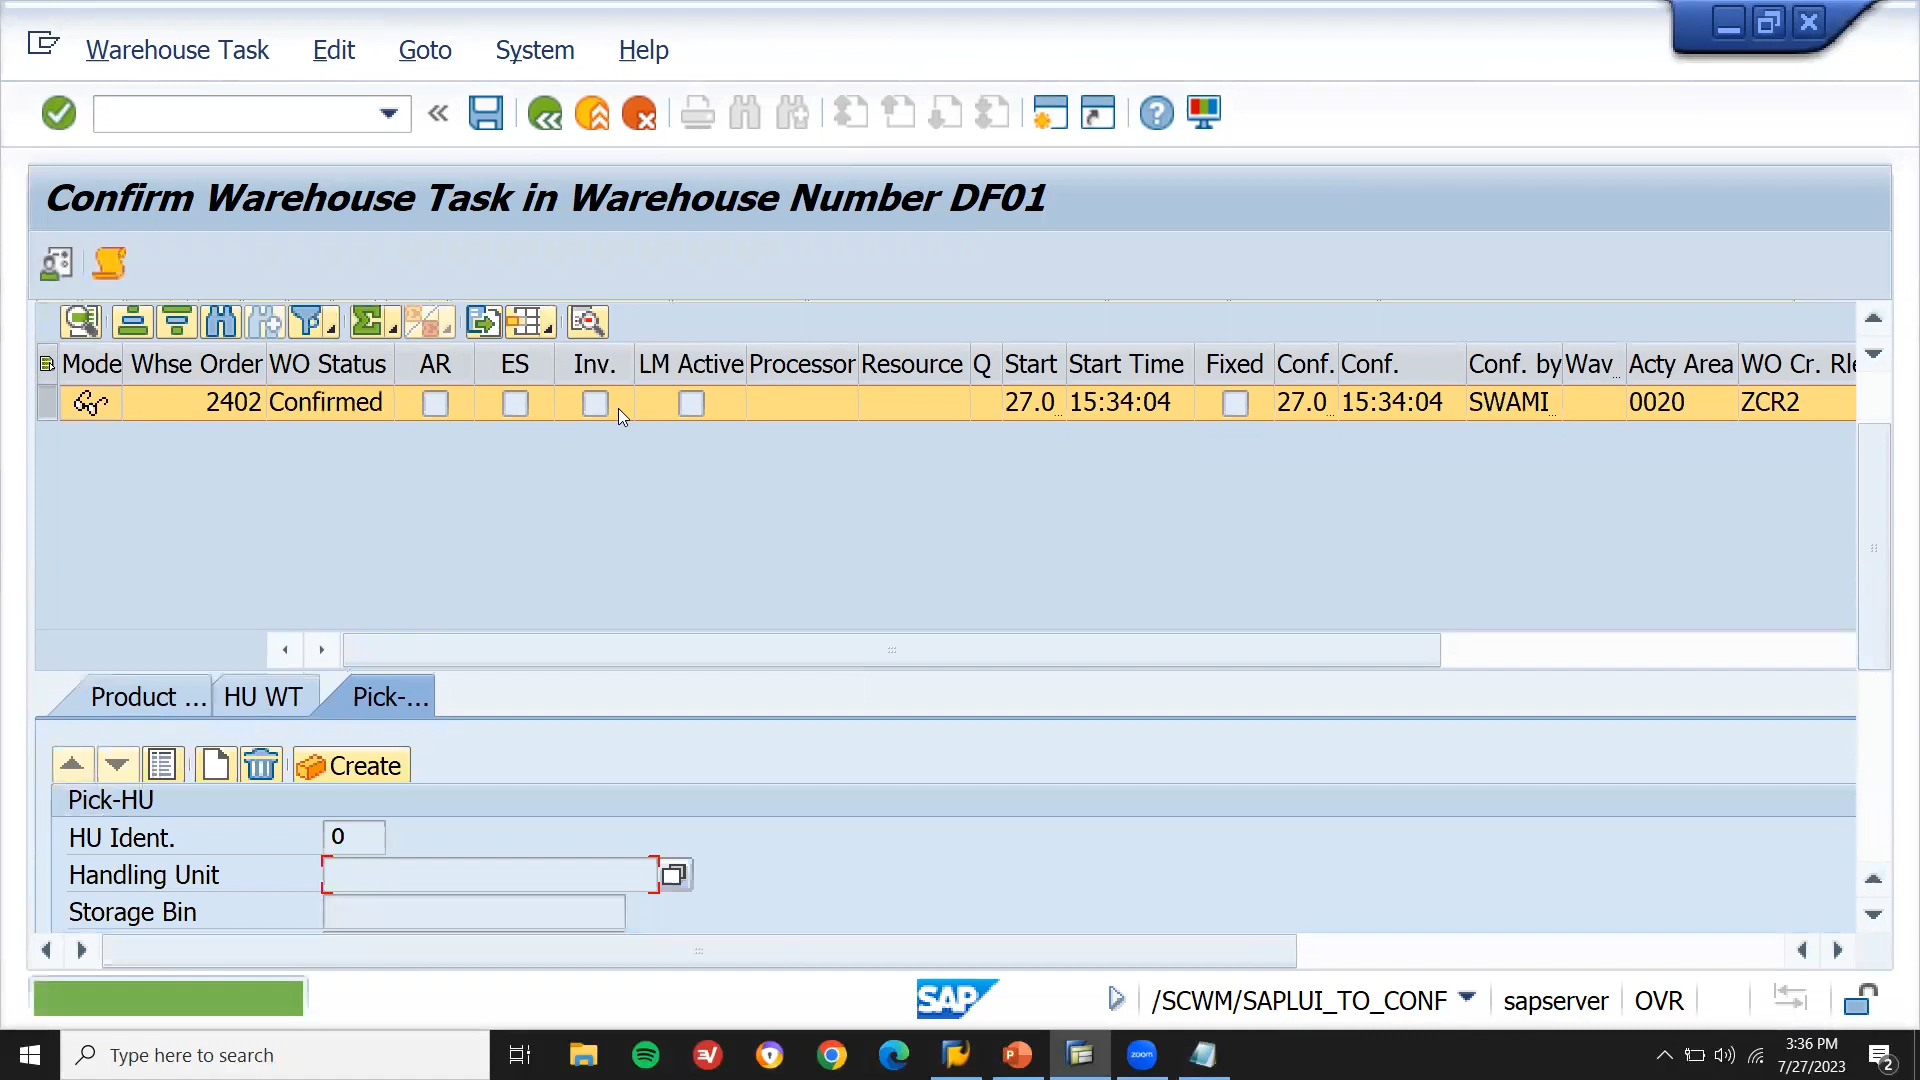 Warehouse Task Edit Goto System Help
Confirm Warehouse Task in Warehouse Number DF01
Mode Whse Order WO Status AR ES Inv. LM Active Processor Resource Q Start Start Time Fixed Conf. Conf. Conf. by Wav Acty Area WO Cr. Rle
2402 Confirmed 27.0 15:34:04 27.0 15:34:04 SWAMI 0020 ZCR2
Product ... HU WT Pick-...
Create
Pick-HU
HU Ident. 0
Handling Unit
Storage Bin
SAP /SCWM/SAPLUI_TO_CONF sapserver OVR
Type here to search
EV
zoom
3:36 PM
7/27/2023
2